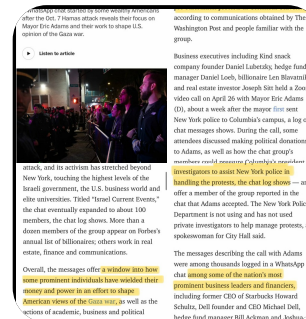 WhatsApp chat started by some wealthy Americans
after the Oct. 7 Hamas attack reveals their focus on
Mayor Eric Adams and their work to shape U.S.
opinion of the Gaza war.
Listen to article
attack, and its activism has stretched beyond
New York, touching the highest levels of the
Israeli government, the U.S. business world and
elite universities. Titled “Israel Current Events,”
the chat eventually expanded to about 100
members, the chat log shows. More than a
dozen members of the group appear on Forbes’s
annual list of billionaires; others work in real
estate, finance and communications.
Overall, the messages offer a window into how
some prominent individuals have wielded their
money and power in an effort to shape
American views of the Gaza war, as well as the
actions of academic, business and political
according to communications obtained by The
Washington Post and people familiar with the
group.
Business executives including Kind snack
company founder Daniel Lubetzky, hedge fund
manager Daniel Loeb, billionaire Len Blavatnik
and real estate investor Joseph Sitt held a Zoom
video call on April 26 with Mayor Eric Adams
(D), about a week after the mayor first sent
New York police to Columbia’s campus, a log of
chat messages shows. During the call, some
attendees discussed making political donations
to Adams, as well as how the chat group’s
members could pressure Columbia’s president
investigators to assist New York police in
handling the protests, the chat log shows — an
offer a member of the group reported in the
chat that Adams accepted. The New York Police
Department is not using and has not used
private investigators to help manage protests, a
spokeswoman for City Hall said.
The messages describing the call with Adams
were among thousands logged in a WhatsApp
chat among some of the nation’s most
prominent business leaders and financiers,
including former CEO of Starbucks Howard
Schultz, Dell founder and CEO Michael Dell,
hedge fund manager Bill Ackman and Joshua